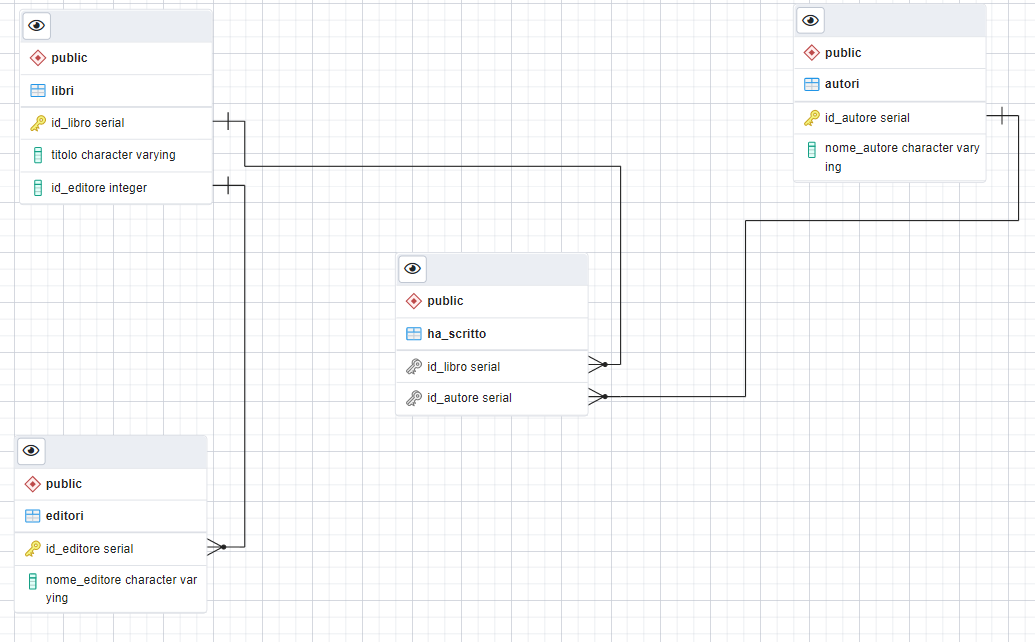 public
libri
id_libro serial
titolo character varying
id_editore integer
public
autori
id_autore serial
nome_autore character vary
ing
public
ha_scritto
id_libro serial
id_autore serial
public
editori
id_editore serial
nome_editore character var
ying